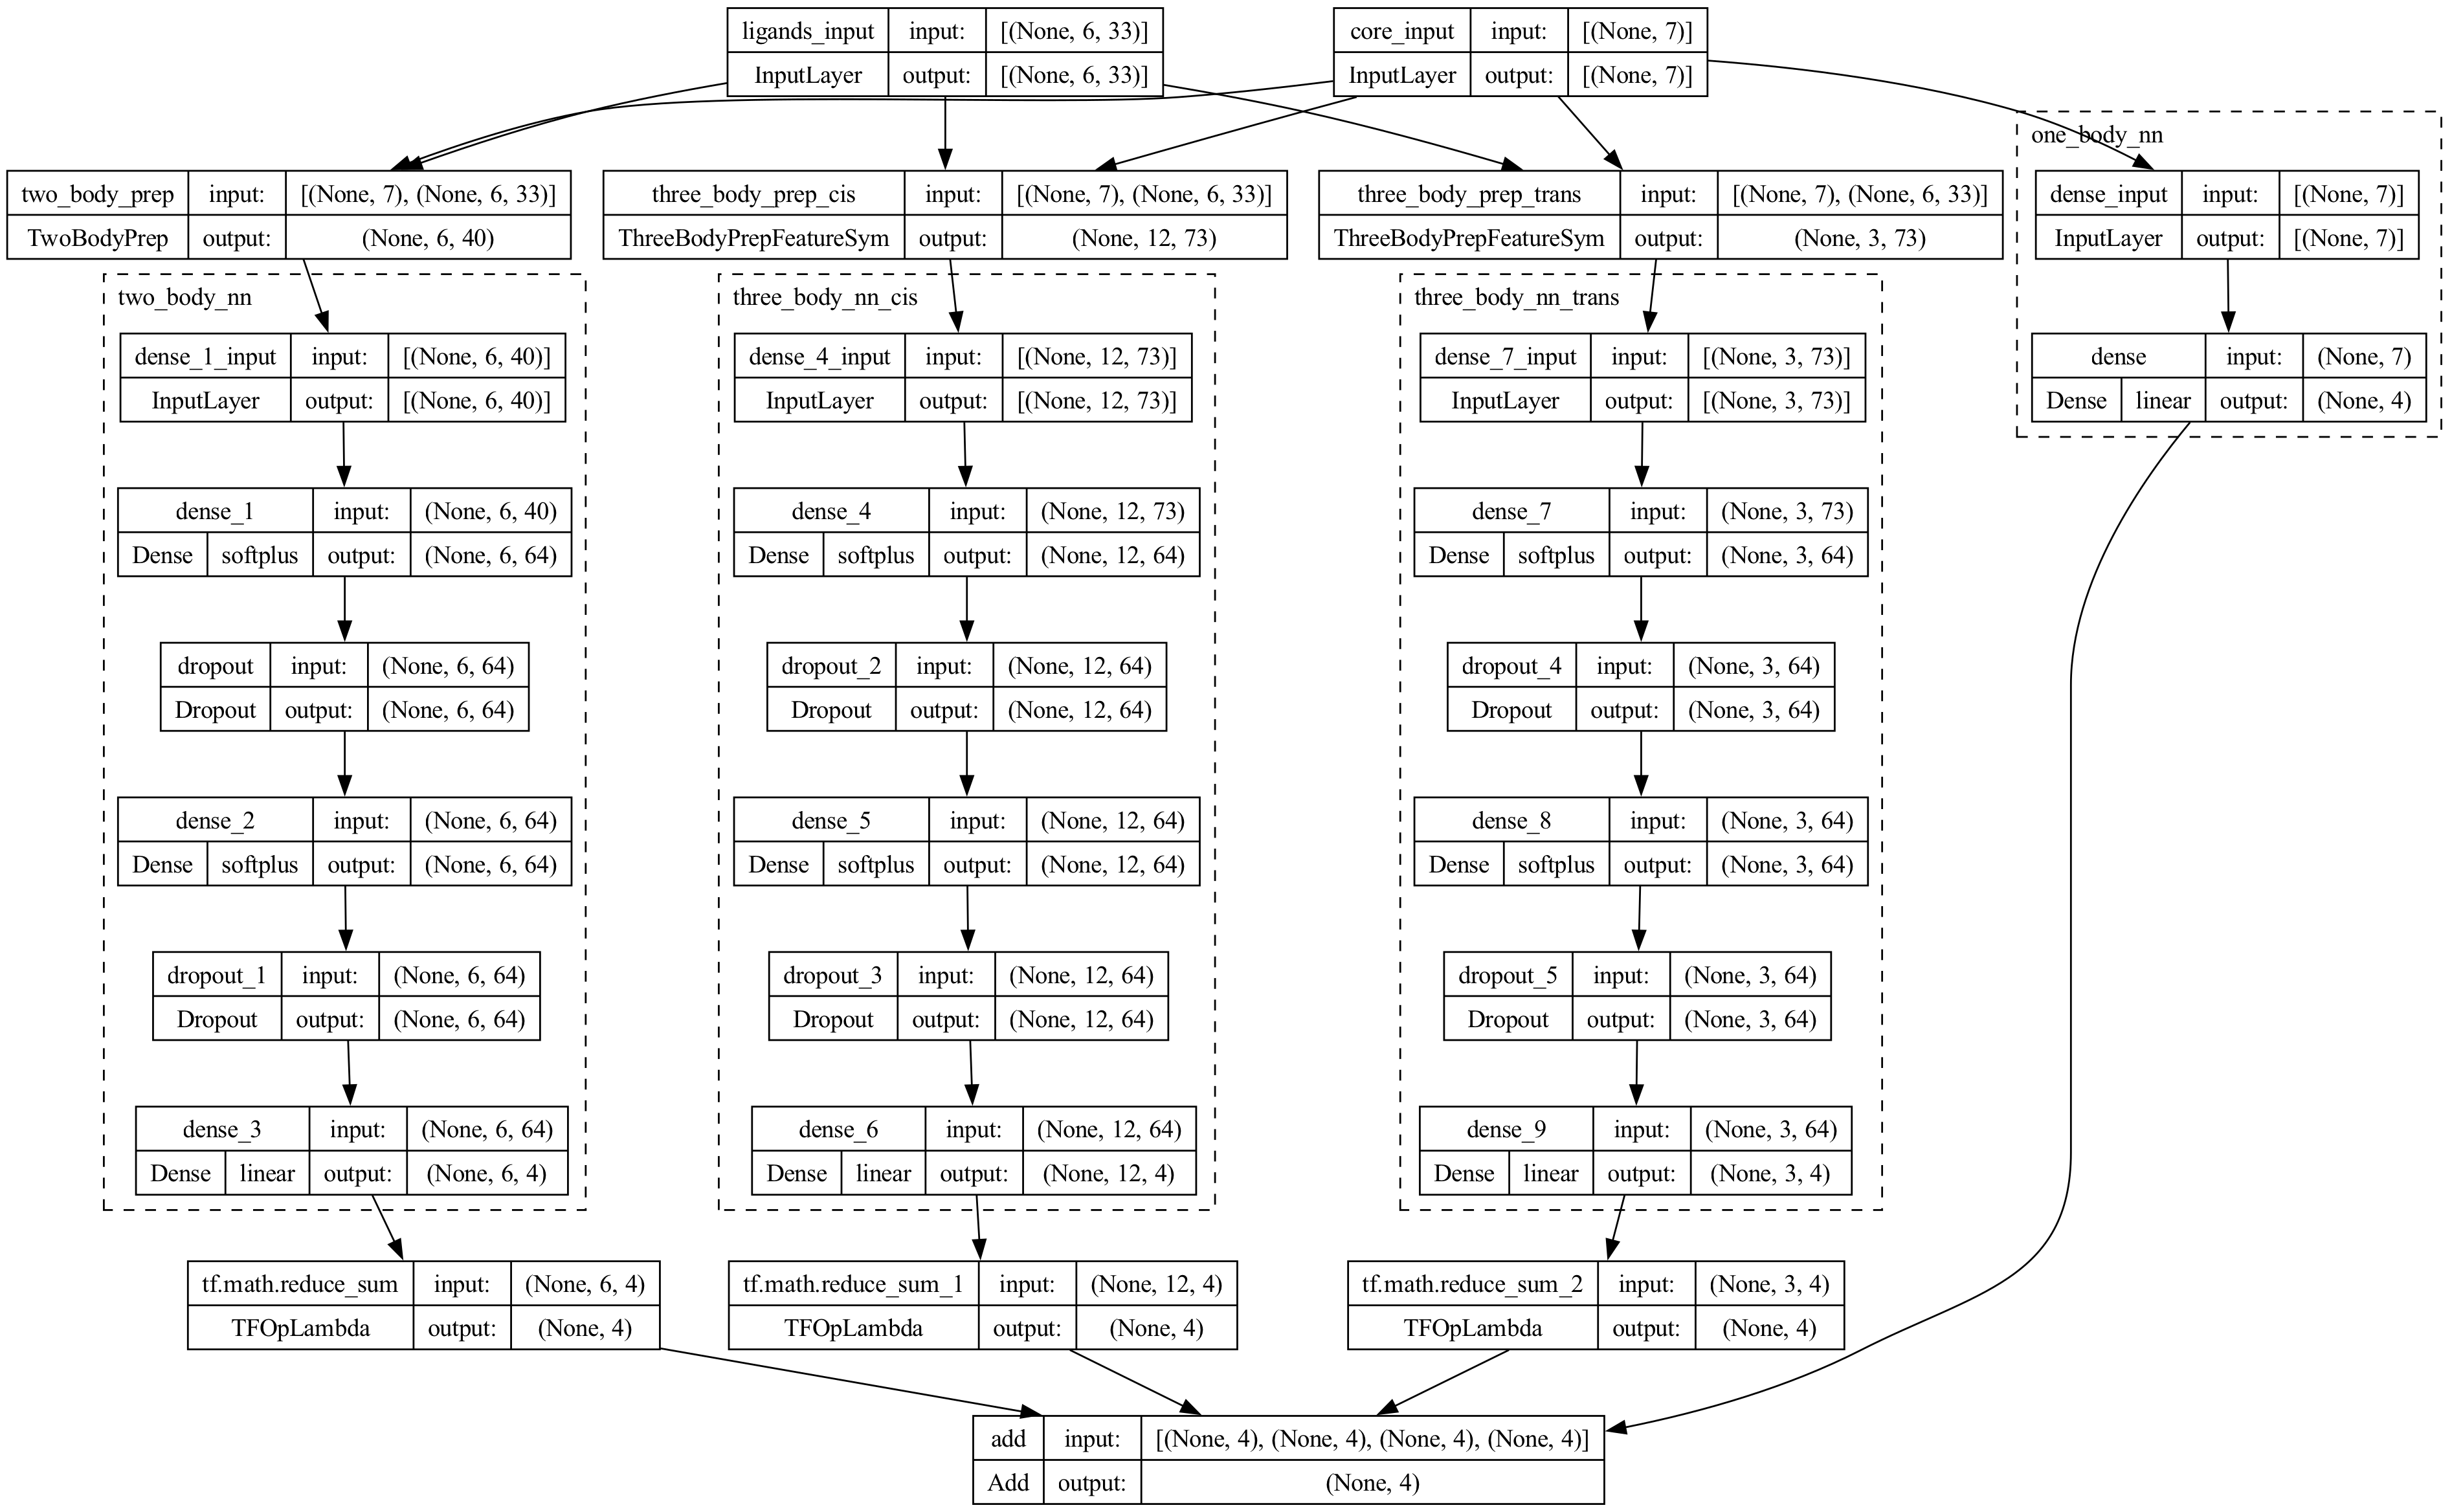 ligands_input input: [(None, 6, 33)]
InputLayer output: [(None, 6, 33)]
core_input input: [(None, 7)]
InputLayer output: [(None, 7)]
two_body_prep input: [(None, 7), (None, 6, 33)]
TwoBodyPrep output: (None, 6, 40)
three_body_prep_cis input: [(None, 7), (None, 6, 33)]
ThreeBodyPrepFeatureSym output: (None, 12, 73)
three_body_prep_trans input: [(None, 7), (None, 6, 33)]
ThreeBodyPrepFeatureSym output: (None, 3, 73)
one_body_nn
dense_input input: [(None, 7)]
InputLayer output: [(None, 7)]
dense input: (None, 7)
Dense linear output: (None, 4)
two_body_nn
dense_1_input input: [(None, 6, 40)]
InputLayer output: [(None, 6, 40)]
dense_1 input: (None, 6, 40)
Dense softplus output: (None, 6, 64)
dropout input: (None, 6, 64)
Dropout output: (None, 6, 64)
dense_2 input: (None, 6, 64)
Dense softplus output: (None, 6, 64)
dropout_1 input: (None, 6, 64)
Dropout output: (None, 6, 64)
dense_3 input: (None, 6, 64)
Dense linear output: (None, 6, 4)
three_body_nn_cis
dense_4_input input: [(None, 12, 73)]
InputLayer output: [(None, 12, 73)]
dense_4 input: (None, 12, 73)
Dense softplus output: (None, 12, 64)
dropout_2 input: (None, 12, 64)
Dropout output: (None, 12, 64)
dense_5 input: (None, 12, 64)
Dense softplus output: (None, 12, 64)
dropout_3 input: (None, 12, 64)
Dropout output: (None, 12, 64)
dense_6 input: (None, 12, 64)
Dense linear output: (None, 12, 4)
three_body_nn_trans
dense_7_input input: [(None, 3, 73)]
InputLayer output: [(None, 3, 73)]
dense_7 input: (None, 3, 73)
Dense softplus output: (None, 3, 64)
dropout_4 input: (None, 3, 64)
Dropout output: (None, 3, 64)
dense_8 input: (None, 3, 64)
Dense softplus output: (None, 3, 64)
dropout_5 input: (None, 3, 64)
Dropout output: (None, 3, 64)
dense_9 input: (None, 3, 64)
Dense linear output: (None, 3, 4)
tf.math.reduce_sum input: (None, 6, 4)
TFOpLambda output: (None, 4)
tf.math.reduce_sum_1 input: (None, 12, 4)
TFOpLambda output: (None, 4)
tf.math.reduce_sum_2 input: (None, 3, 4)
TFOpLambda output: (None, 4)
add input: [(None, 4), (None, 4), (None, 4), (None, 4)]
Add output: (None, 4)